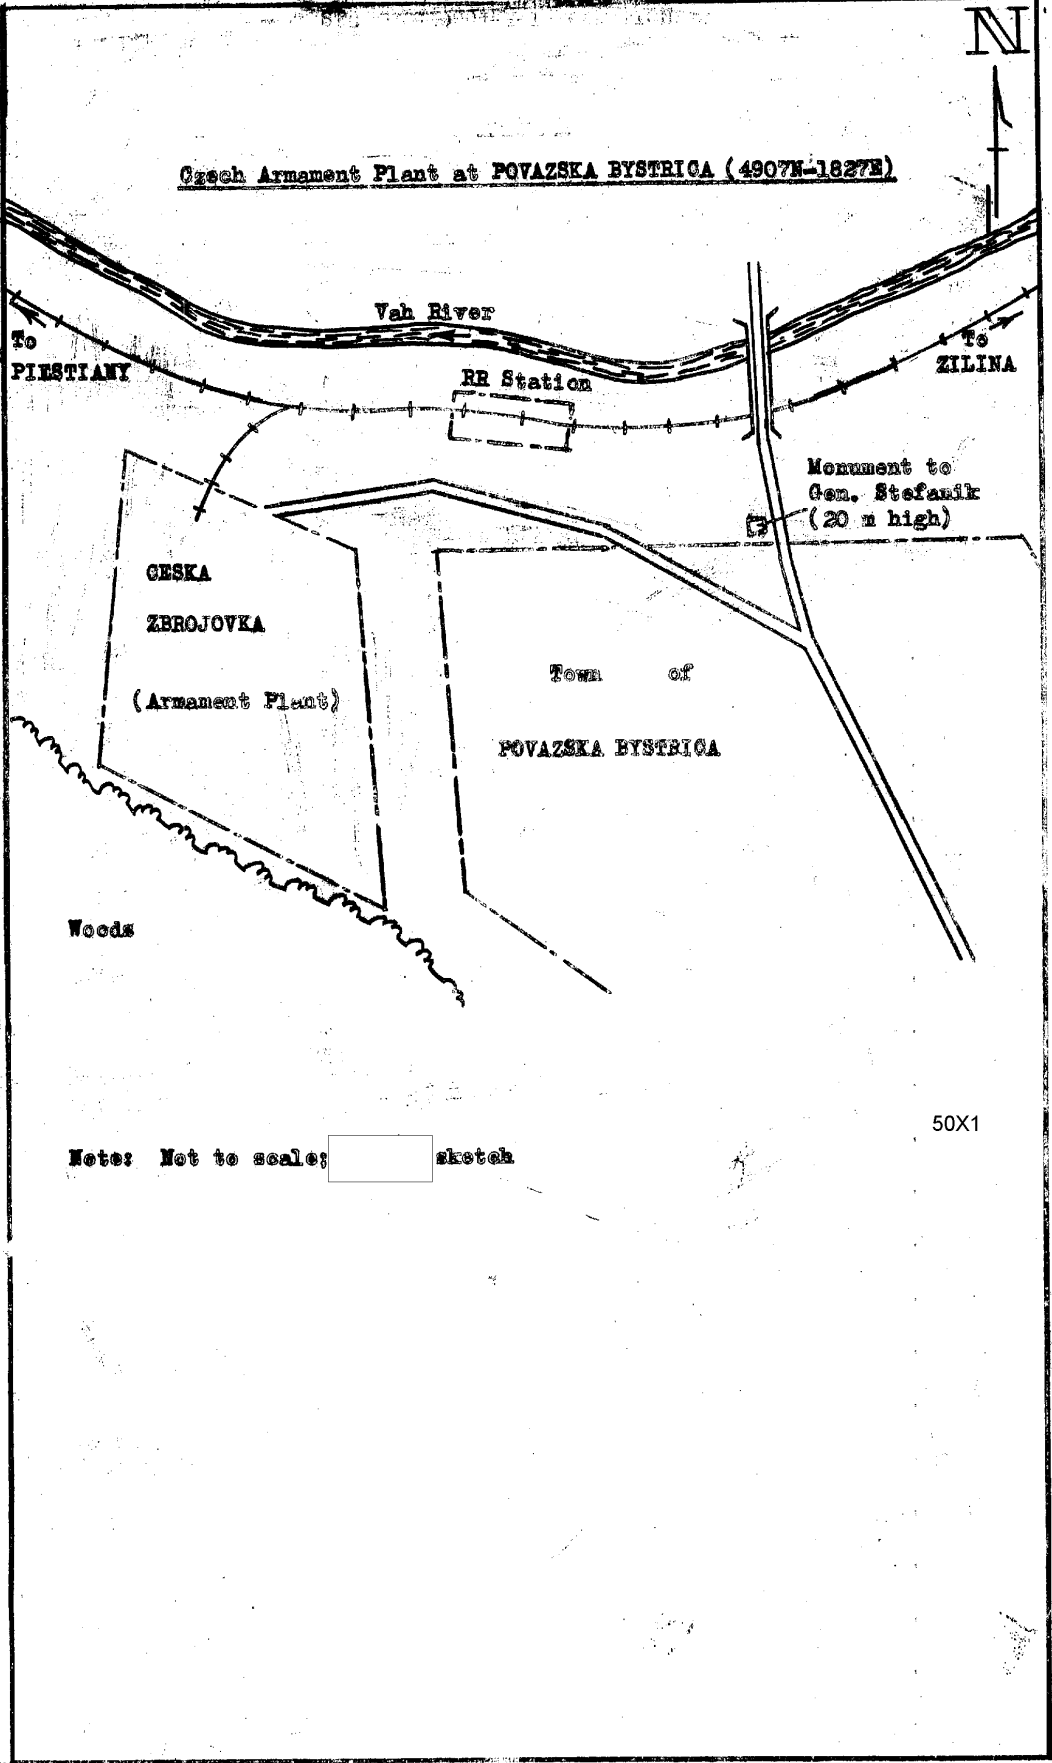 N
Czech Armament Plant at POVAZSKA BYSTRICA (4907N-1827E)
Vah River
To
PIESTIANY
RR Station
To
ZILINA
Monument to
Gen. Stefanik
(20 m high)
CESKA
ZBROJOVKA
(Armament Plant)
Town of
POVAZSKA BYSTRICA
Woods
50X1
Note: Not to scale; sketch